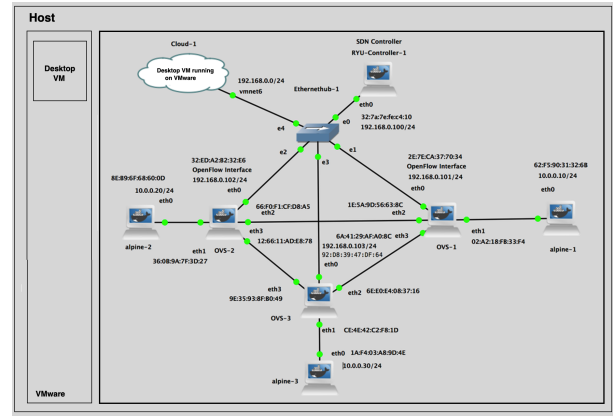 Host
Desktop
VM
VMware
Cloud-1
Desktop VM running
on VMware
192.168.0.0/24
vmnet6
Ethernethub-1
SDN Controller
RYU-Controller-1
eth0
32:7a:7e:fe:c4:10
192.168.0.100/24
e4
e0
e2
e3
e1
32:ED:A2:B2:32:E6
OpenFlow Interface
192.168.0.102/24
eth0
2E:7E:CA:37:70:34
OpenFlow Interface
192.168.0.101/24
eth0
8E:B9:6F:68:60:0D
10.0.0.20/24
eth0
62:F5:90:31:32:6B
10.0.0.10/24
eth0
66:F0:F1:CF:D8:A5
eth2
1E:5A:9D:56:63:8C
eth2
alpine-2
36:08:9A:7F:3D:27
eth1
OVS-2
eth3
12:66:11:AD:E8:78
6A:41:29:AF:A0:8C
eth3
192.168.0.103/24
92:D8:39:47:DF:64
eth0
OVS-1
eth1
02:A2:18:F8:33:F4
alpine-1
eth3
9E:35:93:8F:B0:49
OVS-3
eth2
6E:E0:E4:08:37:16
eth1
CE:4E:42:C2:F8:1D
eth0
1A:F4:03:A8:9D:4E
10.0.0.30/24
alpine-3